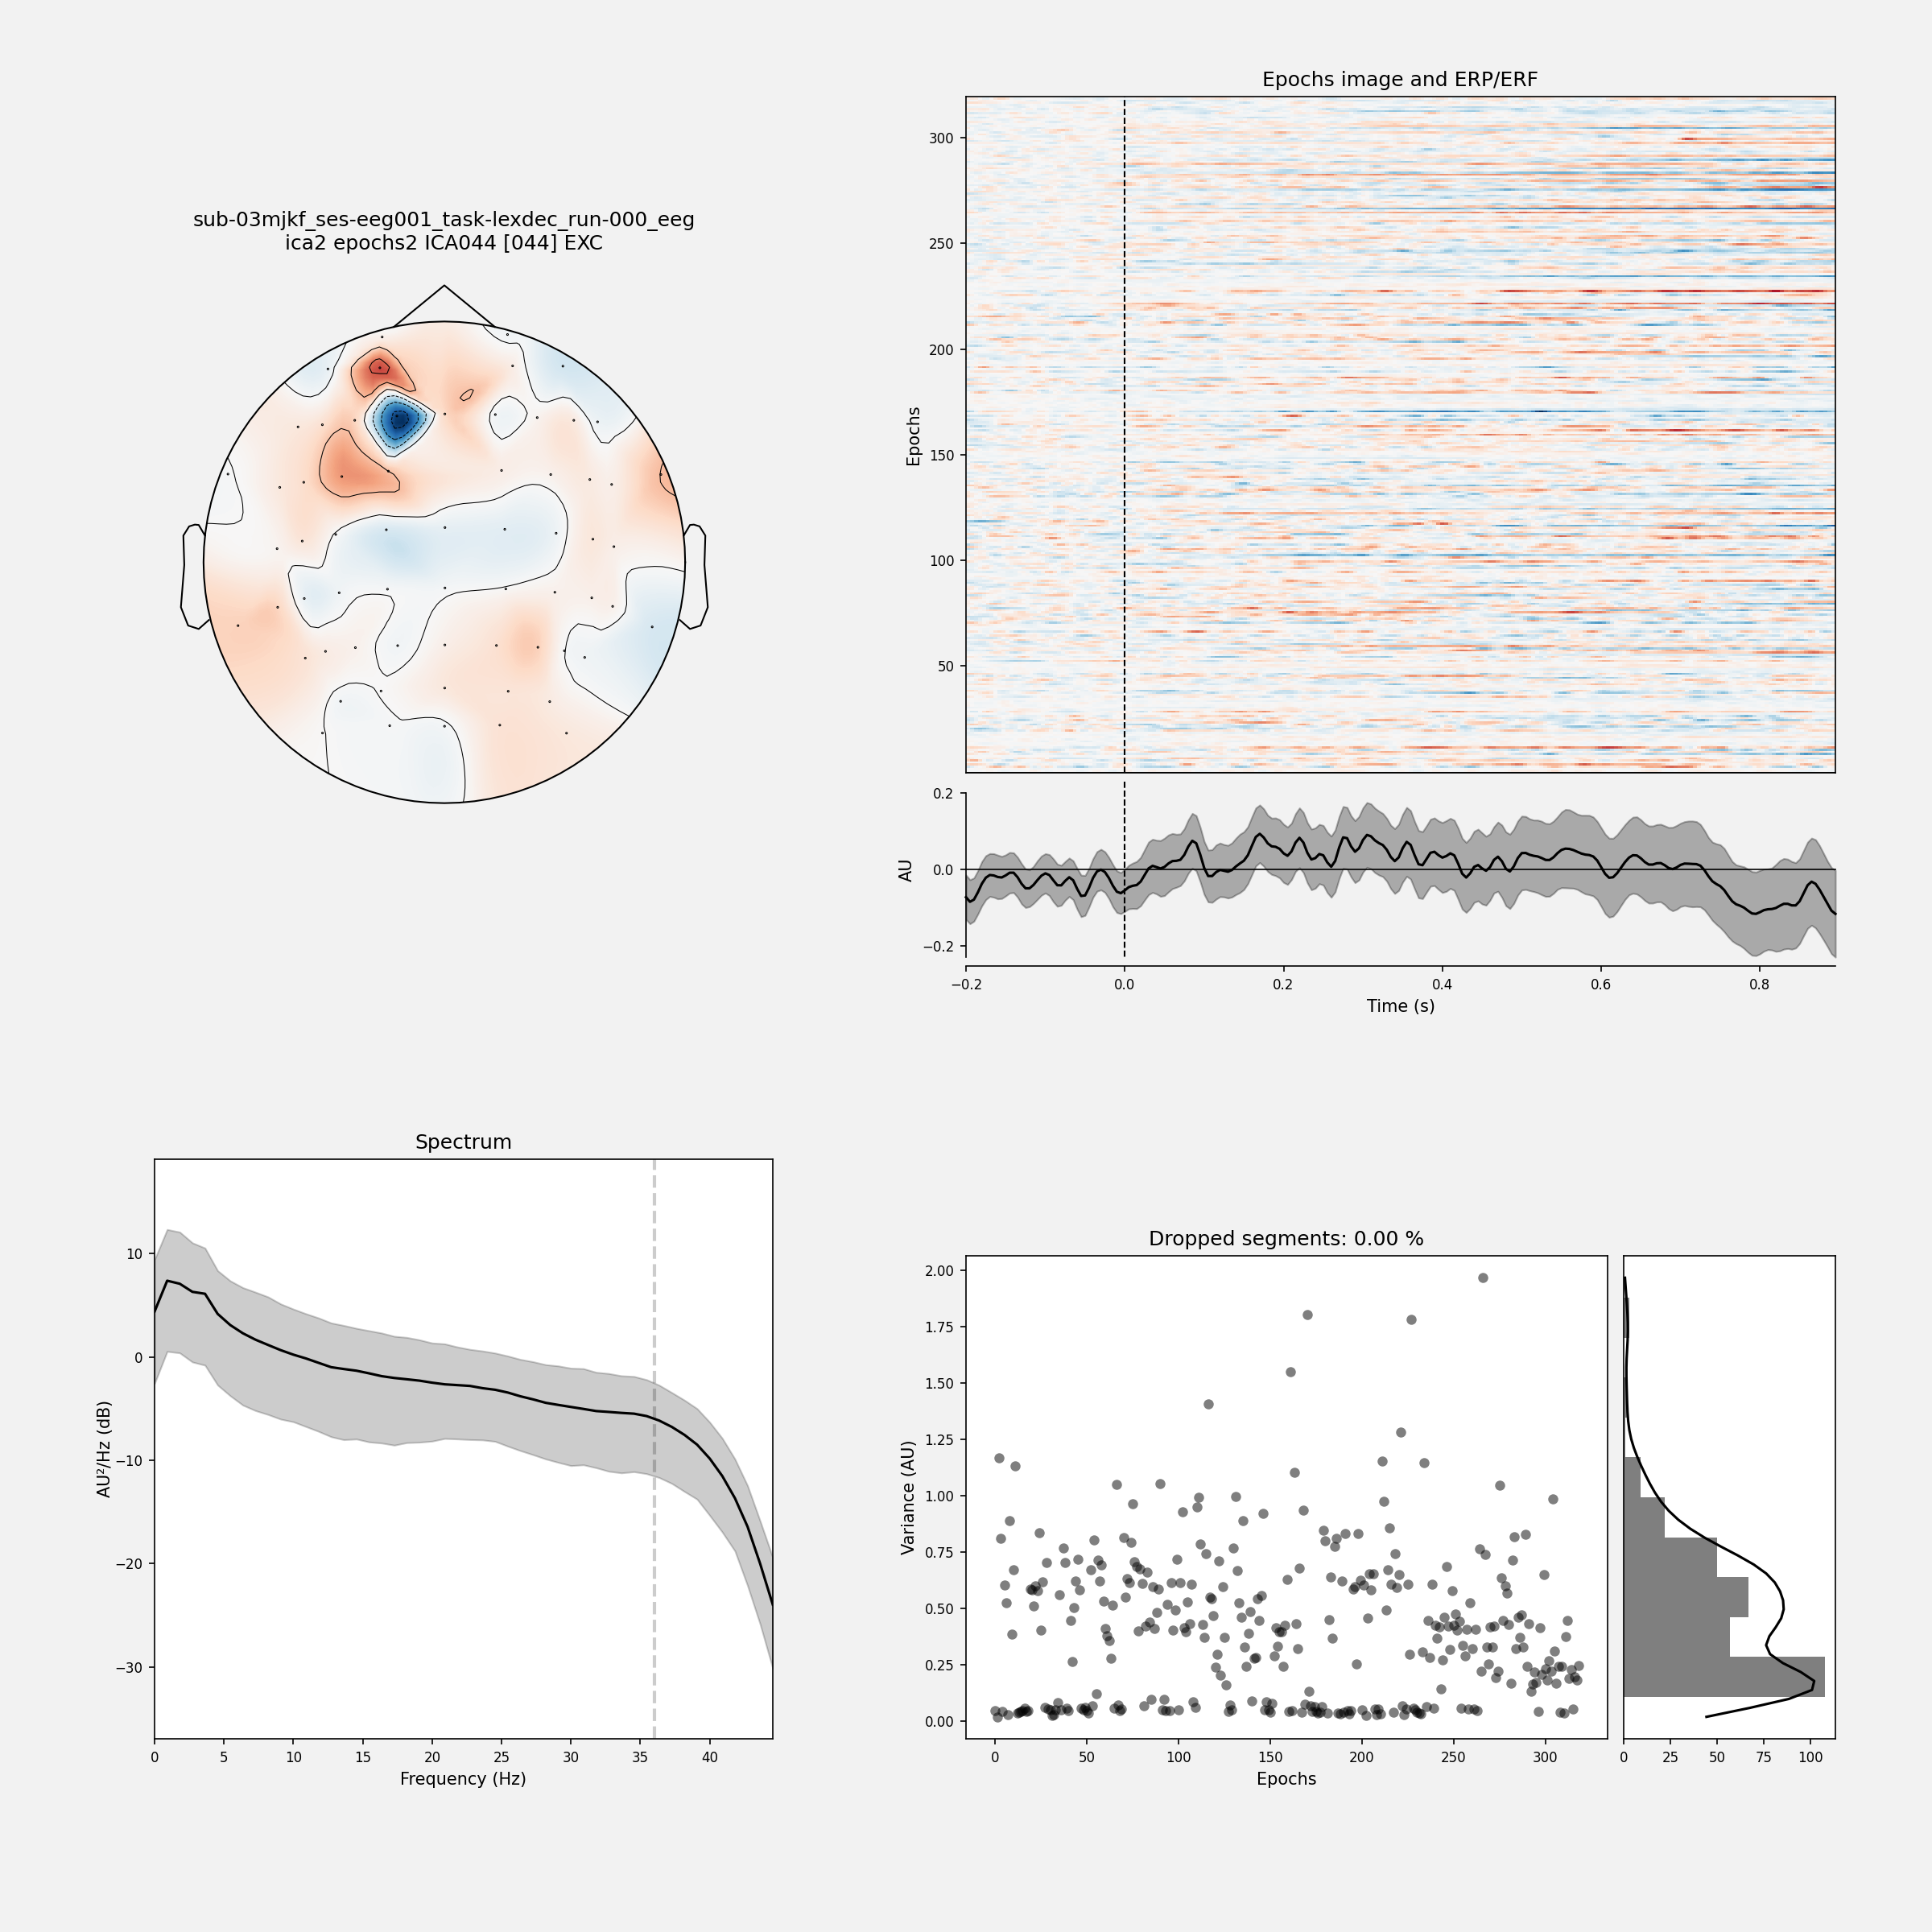 sub-03mjkf_ses-eeg001_task-lexdec_run-000_eeg
ica2 epochs2 ICA044 [044] EXC
Epochs image and ERP/ERF
300
250
200
150
100
50
Epochs
0.2
0.0
−0.2
AU
−0.2 0.0 0.2 0.4 0.6 0.8
Time (s)
Spectrum
10
0
−10
−20
−30
AU²/Hz (dB)
0 5 10 15 20 25 30 35 40
Frequency (Hz)
Dropped segments: 0.00 %
2.00
1.75
1.50
1.25
1.00
0.75
0.50
0.25
0.00
Variance (AU)
0 50 100 150 200 250 300
Epochs
0 25 50 75 100